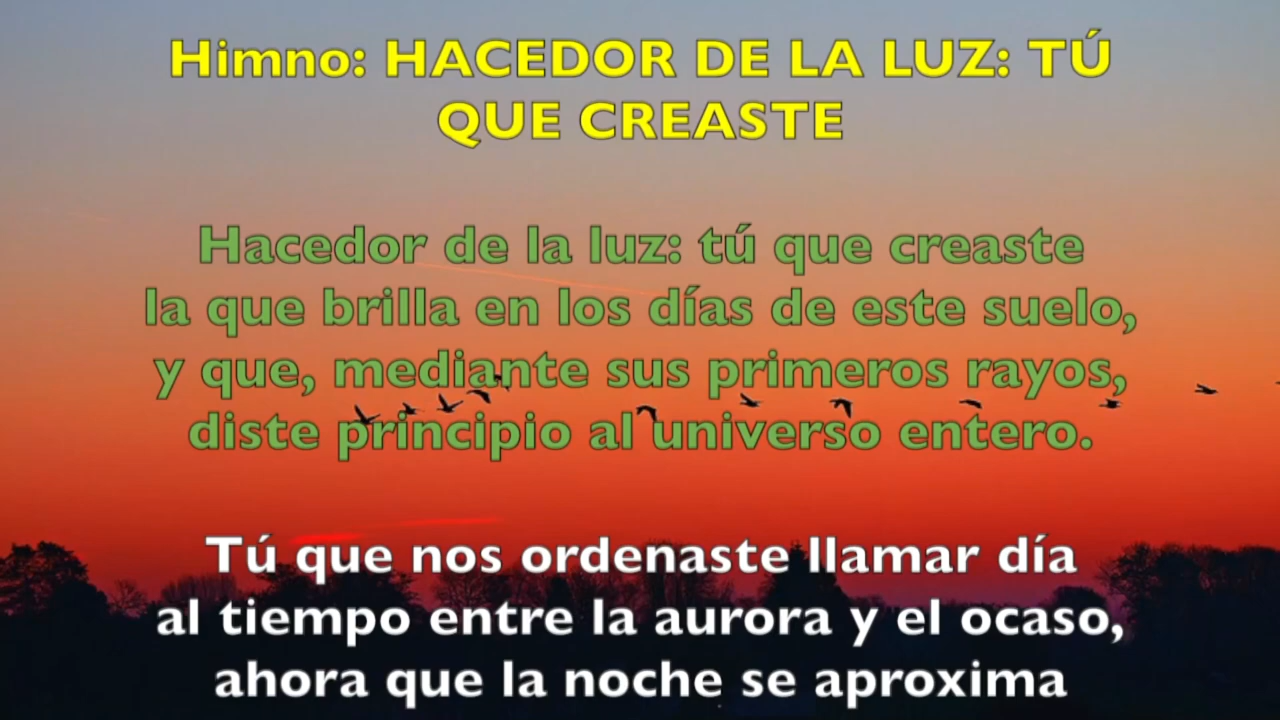 Himno: HACEDOR DE LA LUZ: TÚ
QUE CREASTE
Hacedor de la luz: tú que creaste
la que brilla en los días de este suelo,
y que, mediante sus primeros rayos,
diste principio al universo entero.
Tú que nos ordenaste llamar día
al tiempo entre la aurora y el ocaso,
ahora que la noche se aproxima